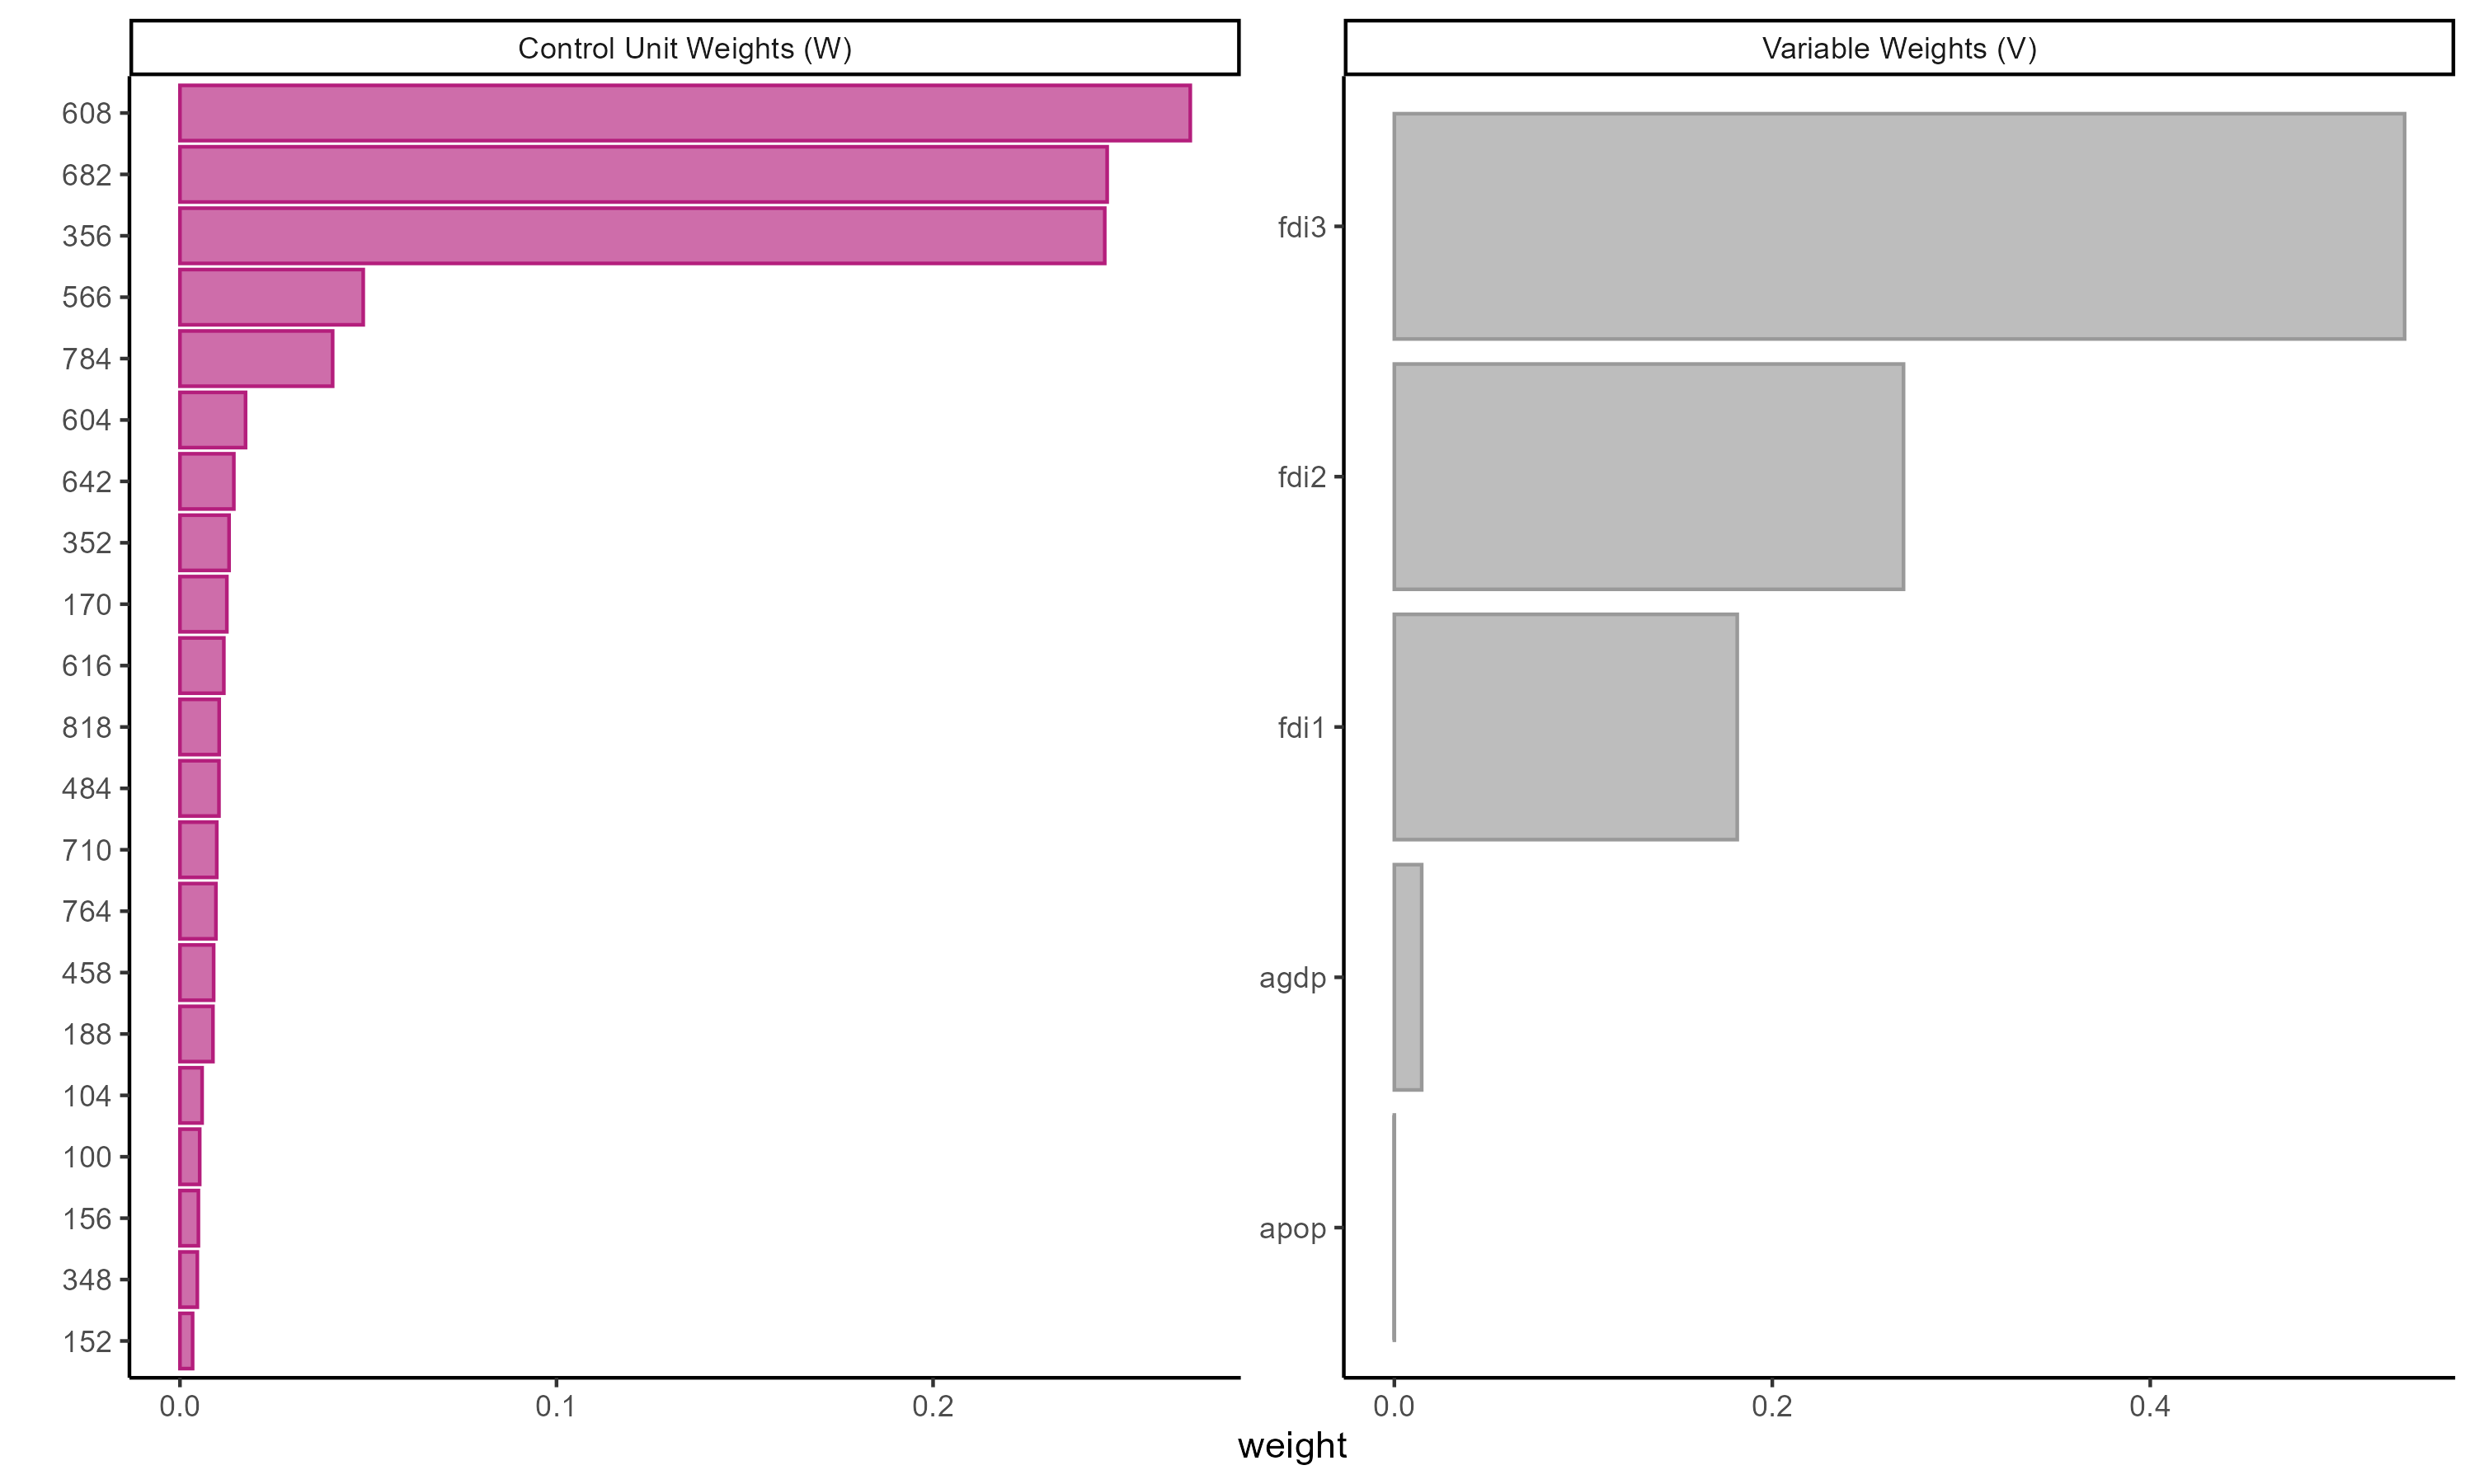 Control Unit Weights (W)
608
682
356
566
784
604
642
352
170
616
818
484
710
764
458
188
104
100
156
348
152
0.0 0.1 0.2
Variable Weights (V)
fdi3
fdi2
fdi1
agdp
apop
0.0 0.2 0.4
weight